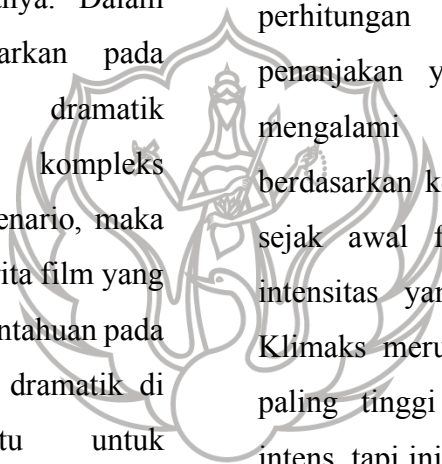 nya. Dalam
arkan pada
dramatik
kompleks
enario, maka
ita film yang
ntahuan pada
dramatik di
tu untuk
perhitungan
penanjakan y
mengalami
berdasarkan k
sejak awal f
intensitas yan
Klimaks meru
paling tinggi
intens, tapi ini